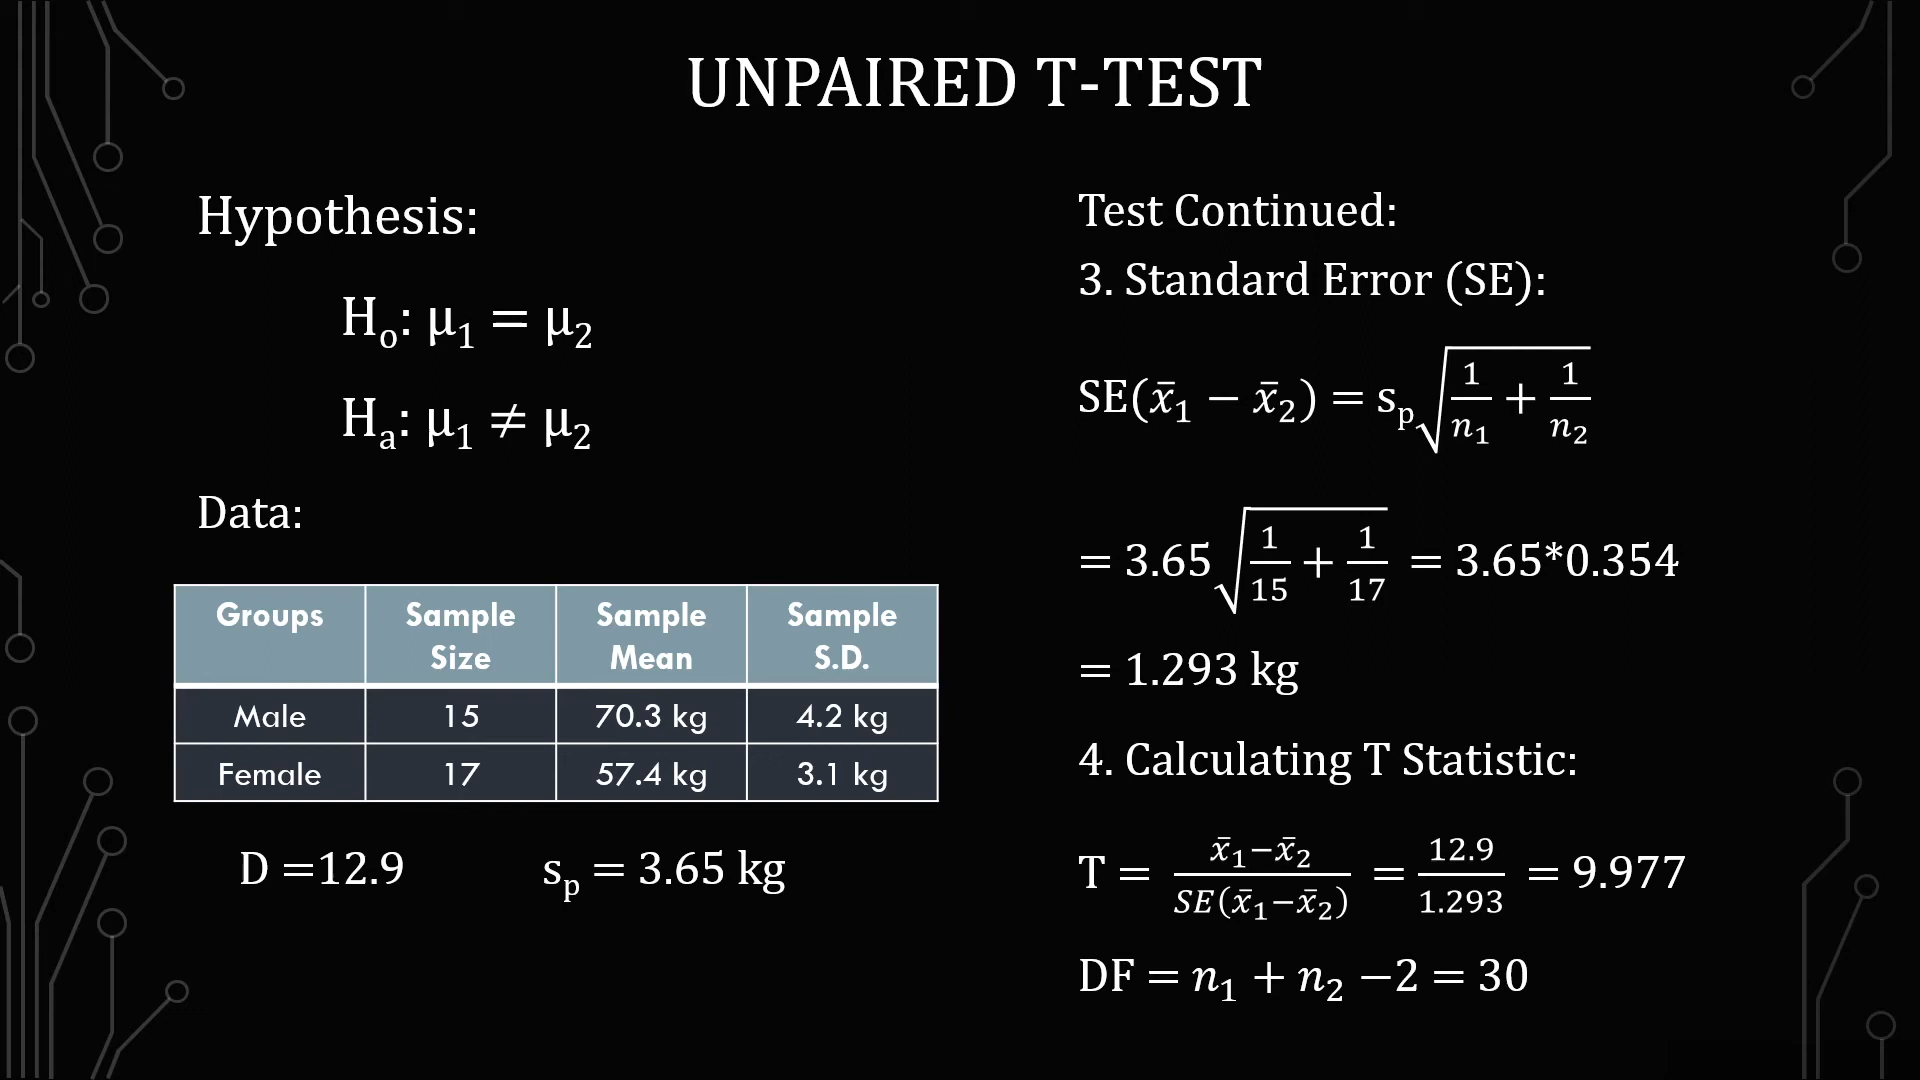 UNPAIRED T-TEST
Hypothesis:
Hₒ: μ₁ = μ₂
Hₐ: μ₁ ≠ μ₂
Data:
Groups Sample Size Sample Mean Sample S.D.
Male 15 70.3 kg 4.2 kg
Female 17 57.4 kg 3.1 kg
D =12.9 sₚ = 3.65 kg
Test Continued:
3. Standard Error (SE):
SE(x̄₁ − x̄₂) = sₚ√(1/n₁ + 1/n₂)
= 3.65√(1/15 + 1/17) = 3.65*0.354
= 1.293 kg
4. Calculating T Statistic:
T = (x̄₁−x̄₂)/(SE(x̄₁−x̄₂)) = 12.9/1.293 = 9.977
DF = n₁ + n₂ −2 = 30